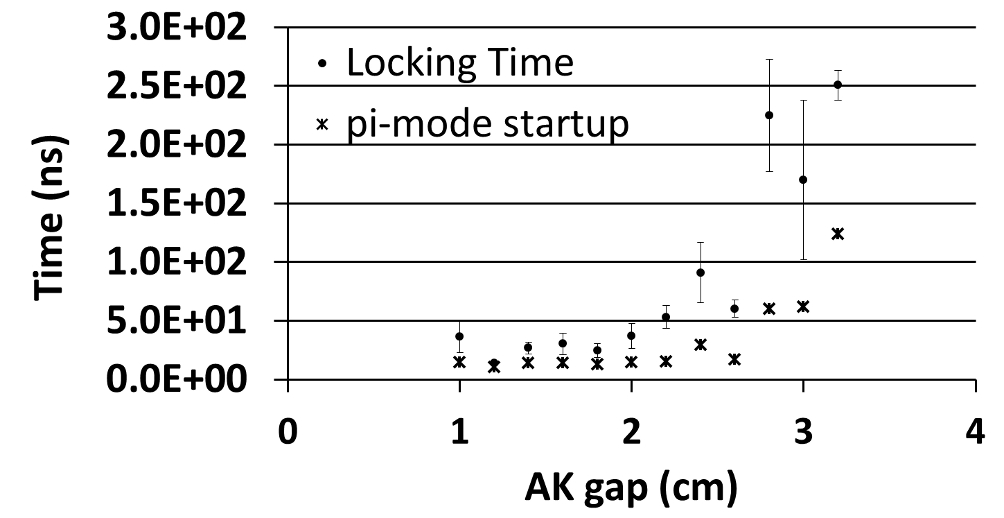 3.0E+02
2.5E+02
2.0E+02
1.5E+02
1.0E+02
5.0E+01
0.0E+00
Time (ns)
Locking Time
pi-mode startup
0 1 2 3 4
AK gap (cm)